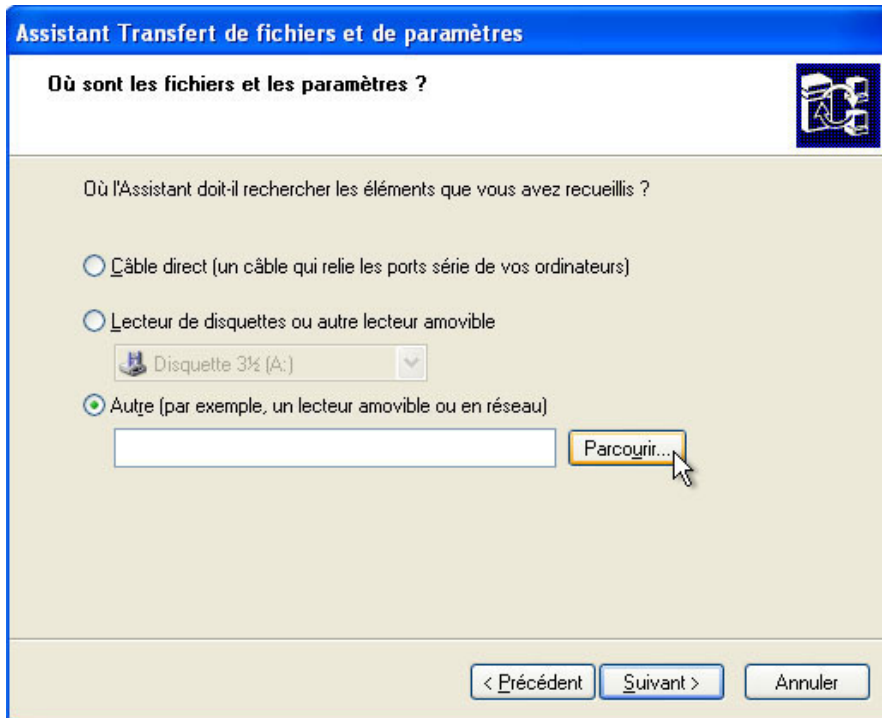 Assistant Transfert de fichiers et de paramètres
Où sont les fichiers et les paramètres ?
Où l'Assistant doit-il rechercher les éléments que vous avez recueillis ?
Câble direct (un câble qui relie les ports série de vos ordinateurs)
Lecteur de disquettes ou autre lecteur amovible
Disquette 3½ (A:)
Autre (par exemple, un lecteur amovible ou en réseau)
Parcourir...
< Précédent Suivant > Annuler